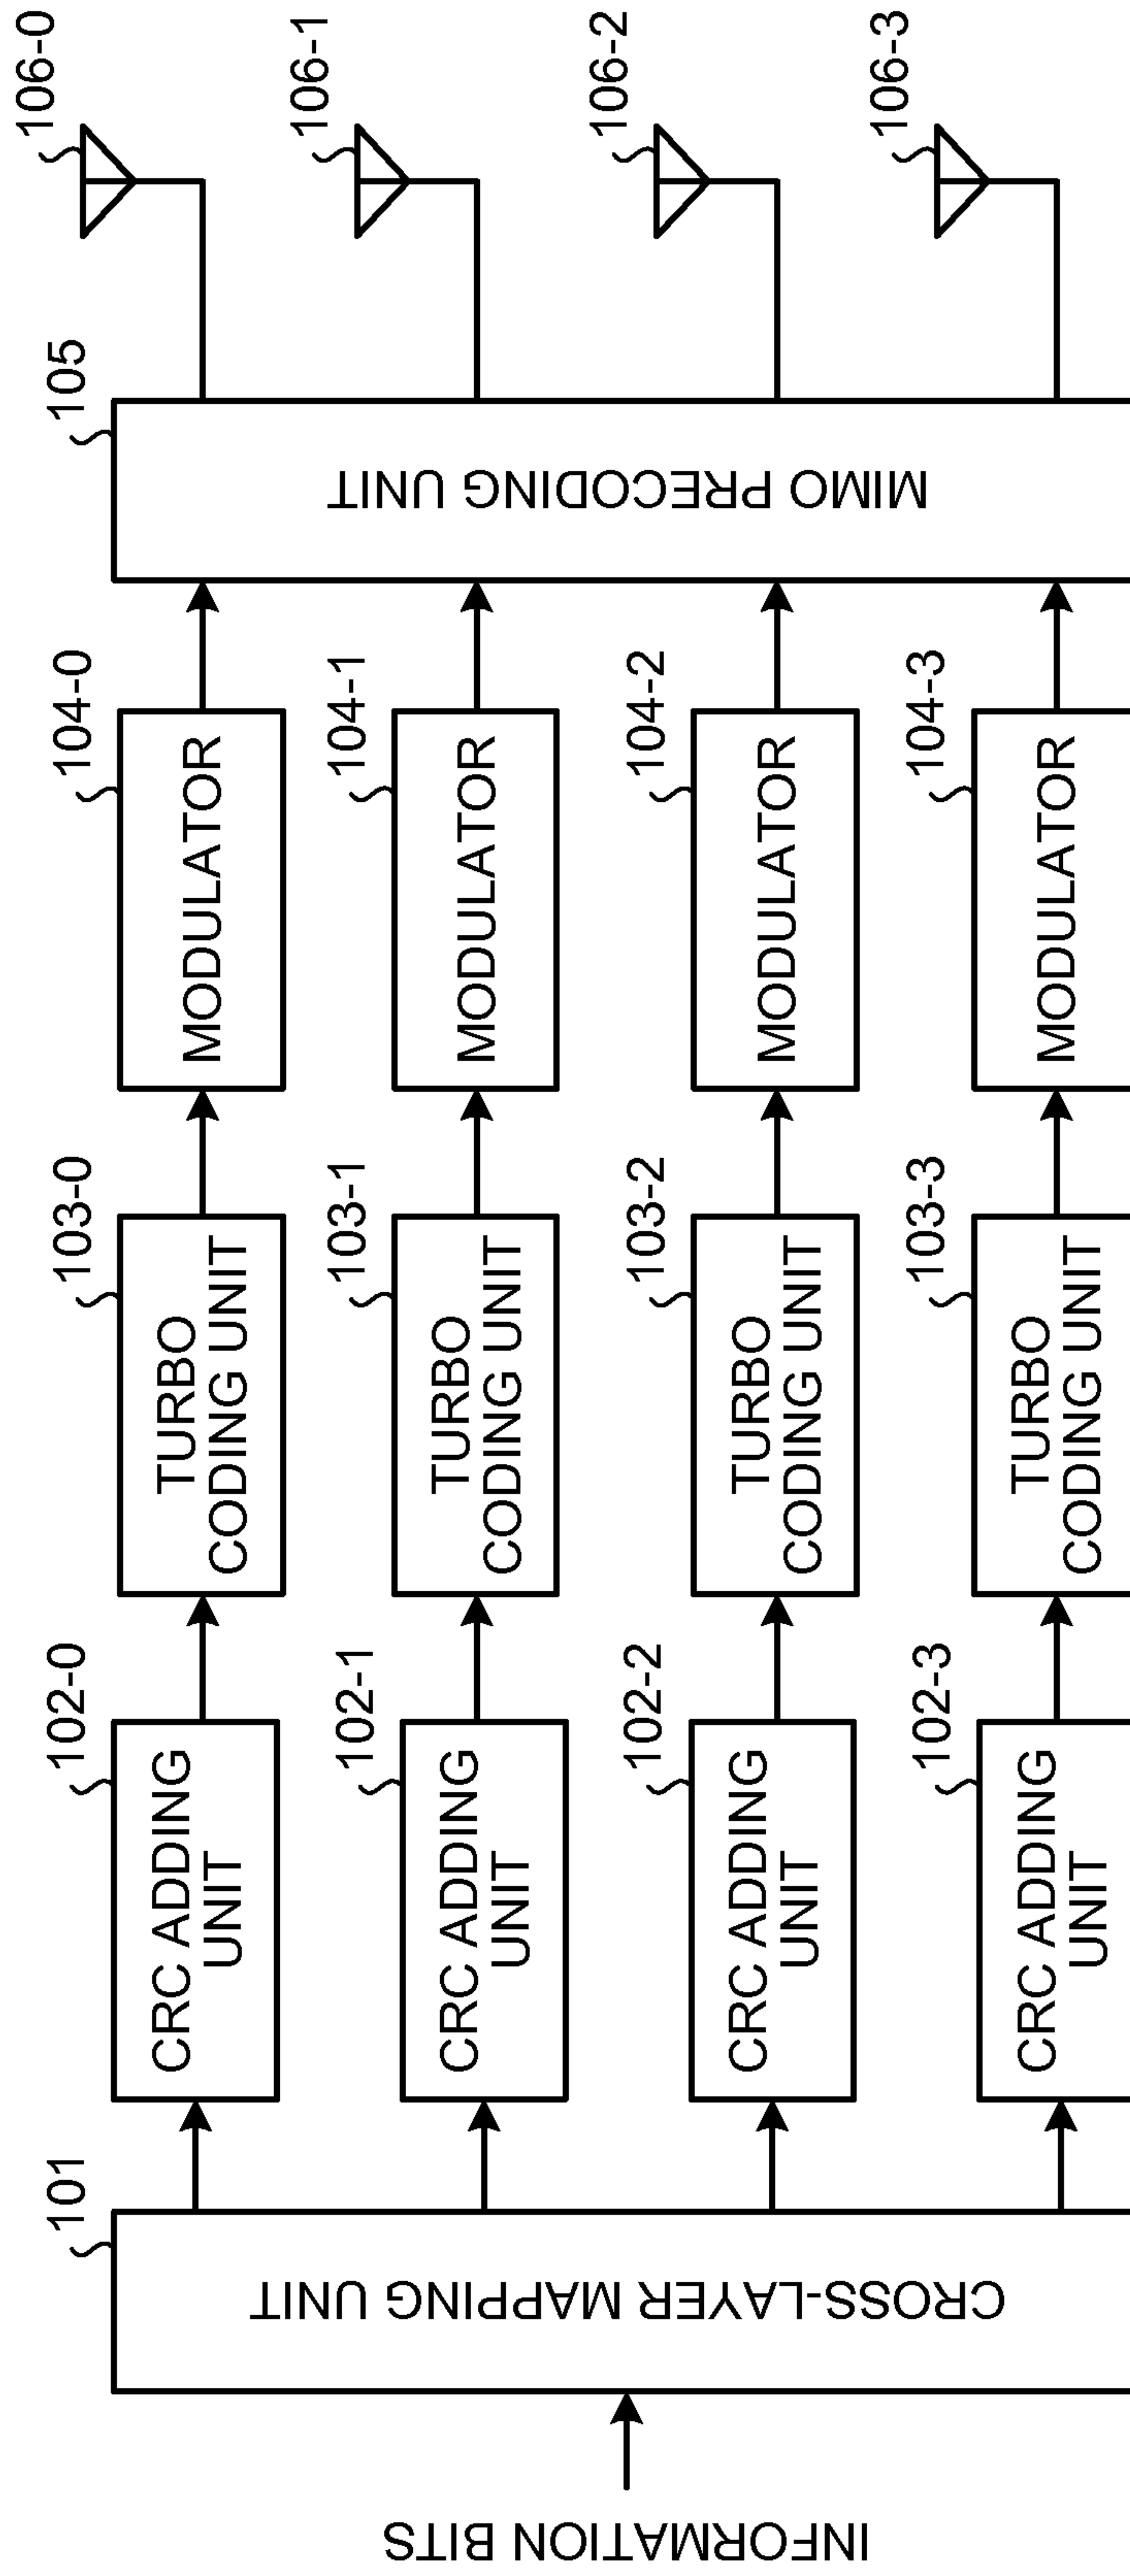 INFORMATION BITS
101
CROSS-LAYER MAPPING UNIT
102-0
CRC ADDING
UNIT
103-0
TURBO
CODING UNIT
104-0
MODULATOR
102-1
CRC ADDING
UNIT
103-1
TURBO
CODING UNIT
104-1
MODULATOR
102-2
CRC ADDING
UNIT
103-2
TURBO
CODING UNIT
104-2
MODULATOR
102-3
CRC ADDING
UNIT
103-3
TURBO
CODING UNIT
104-3
MODULATOR
105
MIMO PRECODING UNIT
106-0
106-1
106-2
106-3